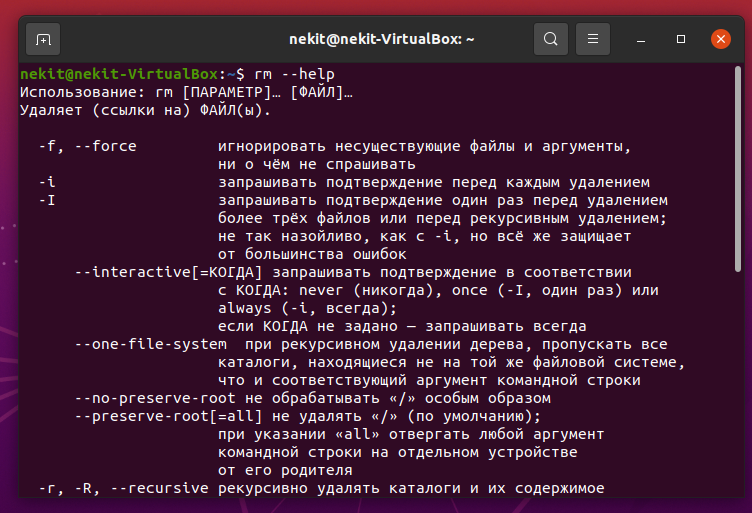 nekit@nekit-VirtualBox: ~
nekit@nekit-VirtualBox:~$ rm --help
Использование: rm [ПАРАМЕТР]… [ФАЙЛ]…
Удаляет (ссылки на) ФАЙЛ(ы).
-f, --force игнорировать несуществующие файлы и аргументы,
ни о чём не спрашивать
-i запрашивать подтверждение перед каждым удалением
-I запрашивать подтверждение один раз перед удалением
более трёх файлов или перед рекурсивным удалением;
не так назойливо, как с -i, но всё же защищает
от большинства ошибок
--interactive[=КОГДА] запрашивать подтверждение в соответствии
с КОГДА: never (никогда), once (-I, один раз) или
always (-i, всегда);
если КОГДА не задано — запрашивать всегда
--one-file-system при рекурсивном удалении дерева, пропускать все
каталоги, находящиеся не на той же файловой системе,
что и соответствующий аргумент командной строки
--no-preserve-root не обрабатывать «/» особым образом
--preserve-root[=all] не удалять «/» (по умолчанию);
при указании «all» отвергать любой аргумент
командной строки на отдельном устройстве
от его родителя
-r, -R, --recursive рекурсивно удалять каталоги и их содержимое